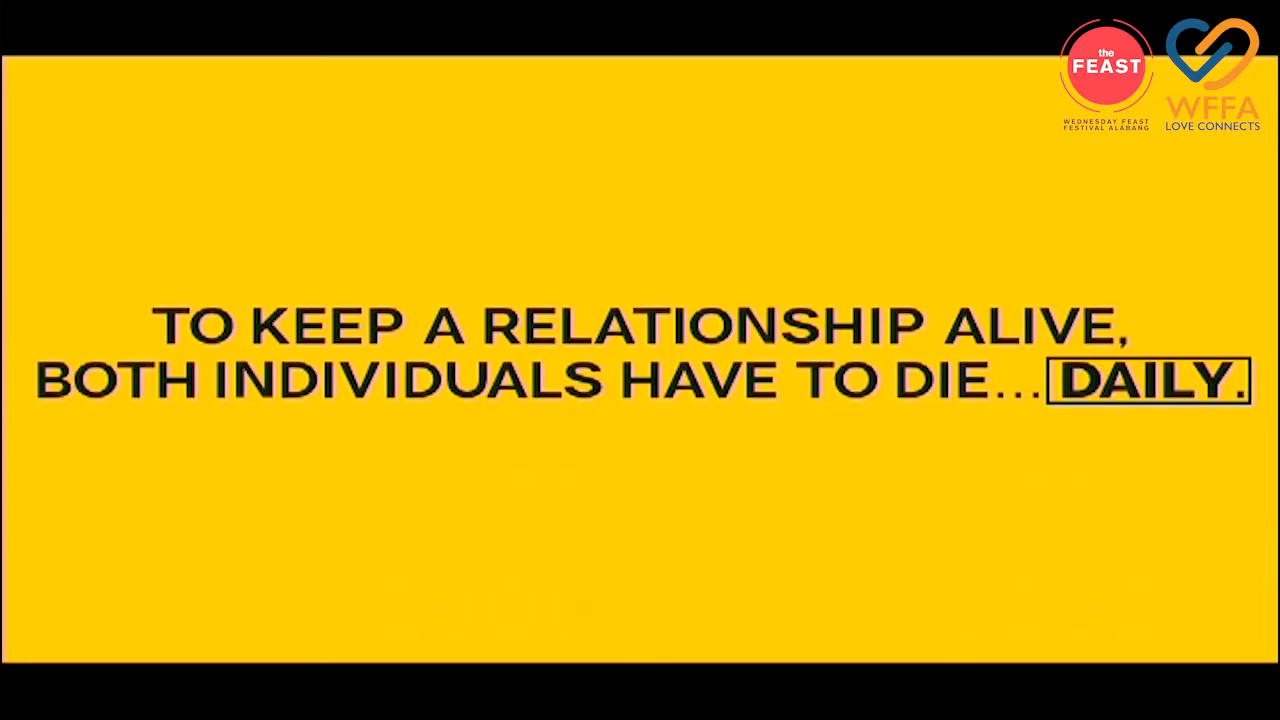 the
FEAST
WEDNESDAY FEAST
FESTIVAL ALABANG
WFFA
LOVE CONNECTS
TO KEEP A RELATIONSHIP ALIVE,
BOTH INDIVIDUALS HAVE TO DIE... DAILY.